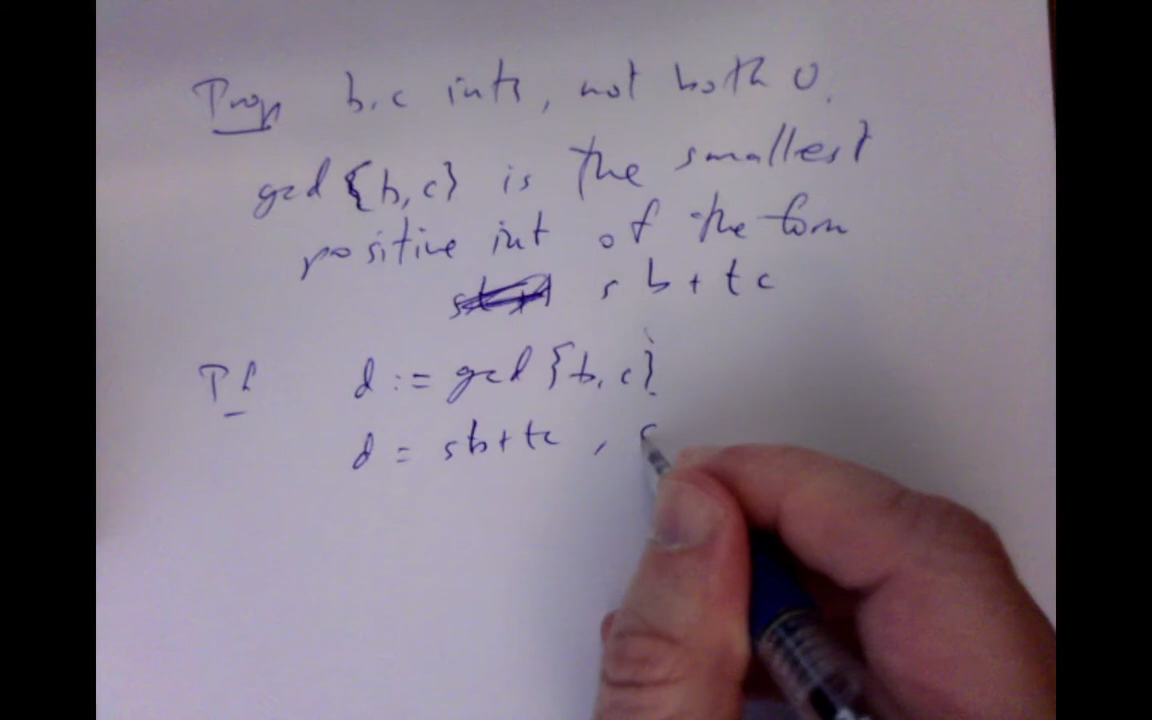 Prop b,c ints, not both 0.
gcd {b,c} is the smallest
positive int of the form
sb+tc
Pf d := gcd {b,c}
d = sb+tc , s